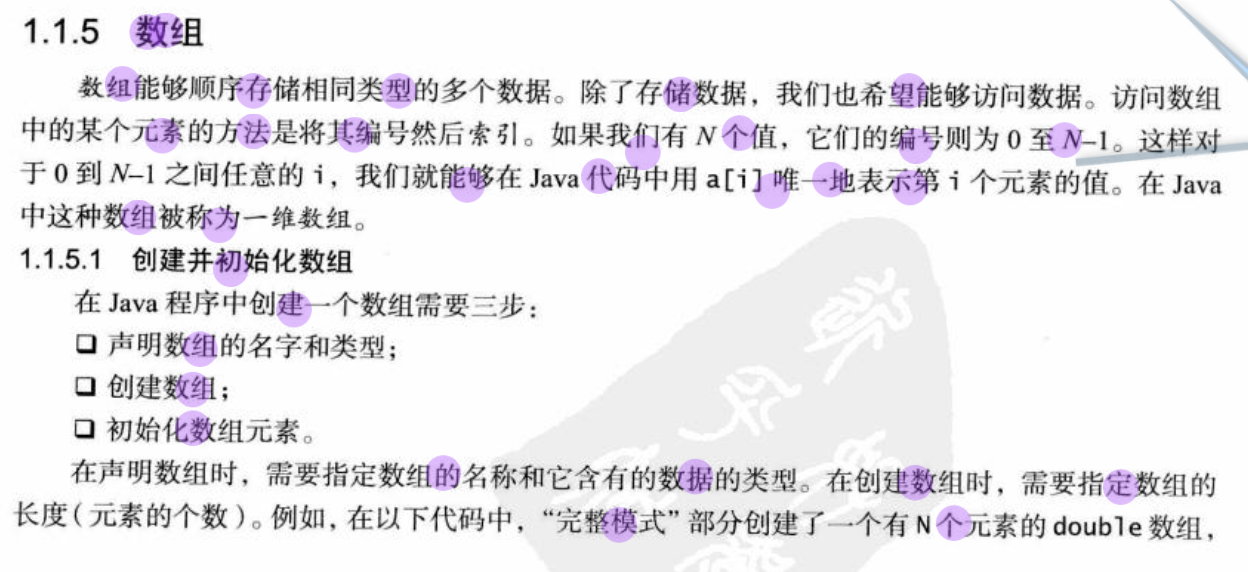 1.1.5 数组
数组能够顺序存储相同类型的多个数据。除了存储数据，我们也希望能够访问数据。访问数组
中的某个元素的方法是将其编号然后索引。如果我们有 N 个值，它们的编号则为 0 至 N–1。这样对
于 0 到 N–1 之间任意的 i，我们就能够在 Java 代码中用 a[i] 唯一地表示第 i 个元素的值。在 Java
中这种数组被称为一维数组。
1.1.5.1 创建并初始化数组
在 Java 程序中创建一个数组需要三步：
❑ 声明数组的名字和类型；
❑ 创建数组；
❑ 初始化数组元素。
在声明数组时，需要指定数组的名称和它含有的数据的类型。在创建数组时，需要指定数组的
长度（元素的个数）。例如，在以下代码中，“完整模式”部分创建了一个有 N 个元素的 double 数组，